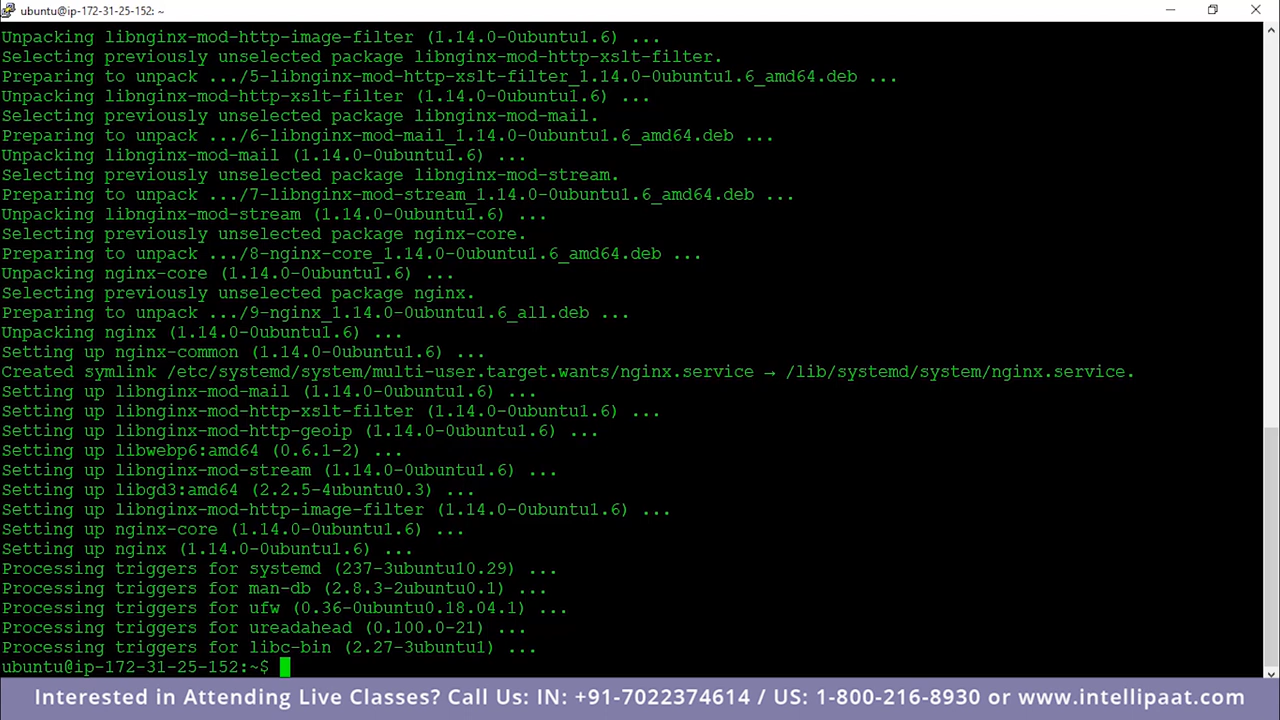 ubuntu@ip-172-31-25-152: ~
Unpacking libnginx-mod-http-image-filter (1.14.0-0ubuntu1.6) ...
Selecting previously unselected package libnginx-mod-http-xslt-filter.
Preparing to unpack .../5-libnginx-mod-http-xslt-filter_1.14.0-0ubuntu1.6_amd64.deb ...
Unpacking libnginx-mod-http-xslt-filter (1.14.0-0ubuntu1.6) ...
Selecting previously unselected package libnginx-mod-mail.
Preparing to unpack .../6-libnginx-mod-mail_1.14.0-0ubuntu1.6_amd64.deb ...
Unpacking libnginx-mod-mail (1.14.0-0ubuntu1.6) ...
Selecting previously unselected package libnginx-mod-stream.
Preparing to unpack .../7-libnginx-mod-stream_1.14.0-0ubuntu1.6_amd64.deb ...
Unpacking libnginx-mod-stream (1.14.0-0ubuntu1.6) ...
Selecting previously unselected package nginx-core.
Preparing to unpack .../8-nginx-core_1.14.0-0ubuntu1.6_amd64.deb ...
Unpacking nginx-core (1.14.0-0ubuntu1.6) ...
Selecting previously unselected package nginx.
Preparing to unpack .../9-nginx_1.14.0-0ubuntu1.6_all.deb ...
Unpacking nginx (1.14.0-0ubuntu1.6) ...
Setting up nginx-common (1.14.0-0ubuntu1.6) ...
Created symlink /etc/systemd/system/multi-user.target.wants/nginx.service → /lib/systemd/system/nginx.service.
Setting up libnginx-mod-mail (1.14.0-0ubuntu1.6) ...
Setting up libnginx-mod-http-xslt-filter (1.14.0-0ubuntu1.6) ...
Setting up libnginx-mod-http-geoip (1.14.0-0ubuntu1.6) ...
Setting up libwebp6:amd64 (0.6.1-2) ...
Setting up libnginx-mod-stream (1.14.0-0ubuntu1.6) ...
Setting up libgd3:amd64 (2.2.5-4ubuntu0.3) ...
Setting up libnginx-mod-http-image-filter (1.14.0-0ubuntu1.6) ...
Setting up nginx-core (1.14.0-0ubuntu1.6) ...
Setting up nginx (1.14.0-0ubuntu1.6) ...
Processing triggers for systemd (237-3ubuntu10.29) ...
Processing triggers for man-db (2.8.3-2ubuntu0.1) ...
Processing triggers for ufw (0.36-0ubuntu0.18.04.1) ...
Processing triggers for ureadahead (0.100.0-21) ...
Processing triggers for libc-bin (2.27-3ubuntu1) ...
ubuntu@ip-172-31-25-152:~$
Interested in Attending Live Classes? Call Us: IN: +91-7022374614 / US: 1-800-216-8930 or www.intellipaat.com